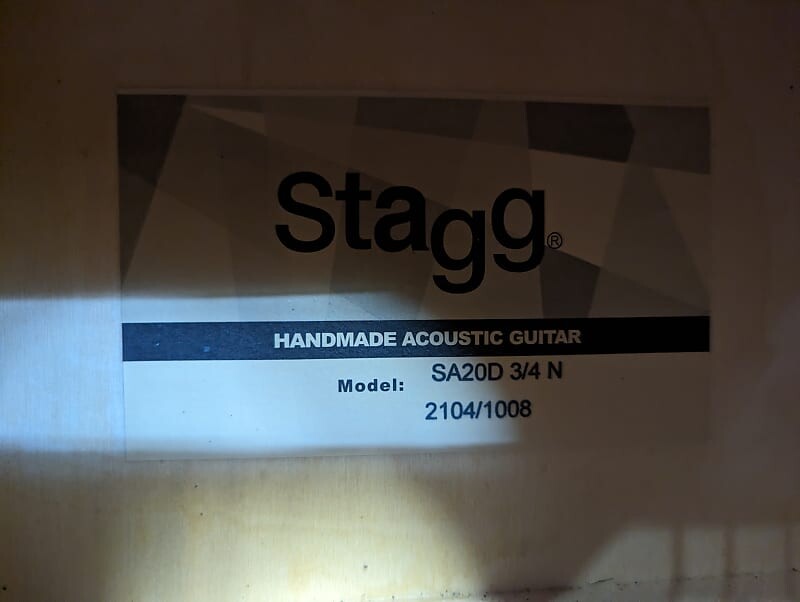 Stagg®
HANDMADE ACOUSTIC GUITAR
Model: SA20D 3/4 N
2104/1008